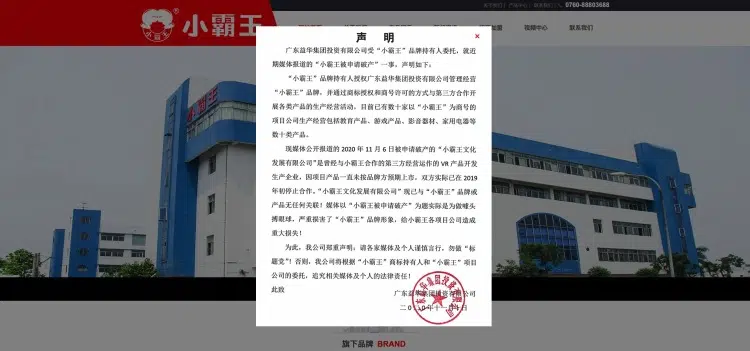 小霸王
0760-88803688
视频中心
联系我们
声 明
×
广东益华集团投资有限公司受“小霸王”品牌持有人委托，就近
期媒体报道的“小霸王被申请破产”一事，声明如下：
“小霸王”品牌持有人授权广东益华集团投资有限公司管理经营
“小霸王”品牌，并通过商标授权和商号许可的方式与第三方合作开
展各类产品的生产经营活动。目前已有数十家以“小霸王”为商号的
项目公司生产经营包括教育产品、游戏产品、影音器材、家用电器等
数十类产品。
现媒体公开报道的 2020 年 11 月 6 日被申请破产的“小霸王文化
发展有限公司”是曾经与小霸王合作的第三方经营运作的 VR 产品开发
生产企业，因项目产品一直未按品牌方预期上市，双方实际已在 2019
年初停止合作。“小霸王文化发展有限公司”现已与“小霸王”品牌或
产品无任何关联！媒体以“小霸王被申请破产”为题实际是为做噱头
搏眼球，严重损害了“小霸王”品牌形象，给小霸王各项目公司造成
重大损失！
为此，我公司郑重声明：请各家媒体及个人谨慎言行，勿做“标
题党”！否则，我公司将根据“小霸王”商标持有人和“小霸王”项目
公司的委托，追究相关媒体及个人的法律责任！
此致
广东益华集团投资有限公司
小霸王
旗下品牌 BRAND